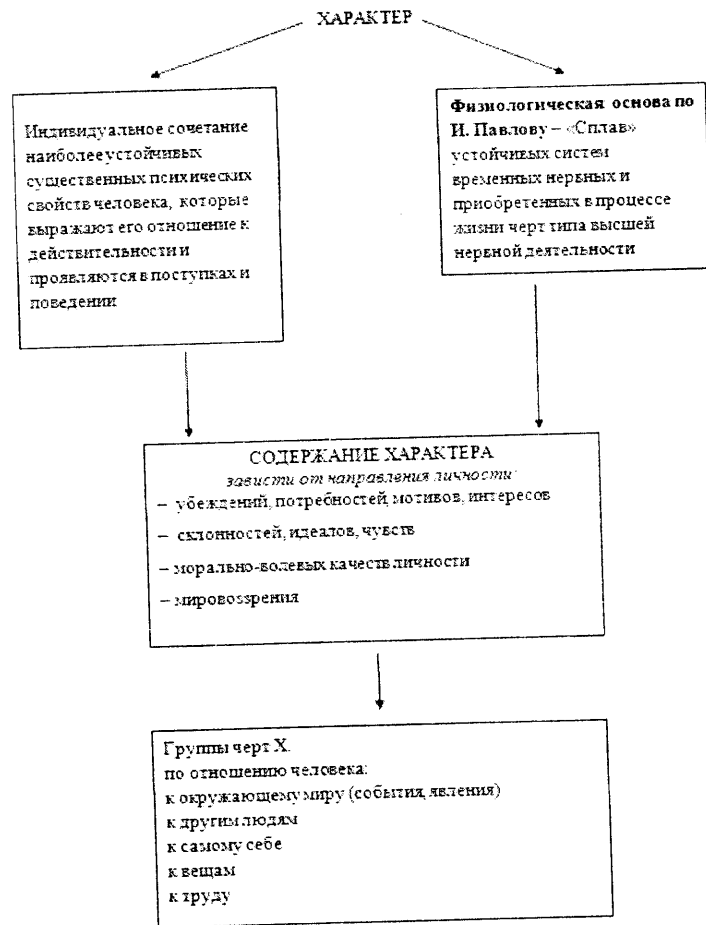 ХАРАКТЕР
Индивидуальное сочетание
наиболее устойчивых
существенных психических
свойств человека, которые
выражают его отношение к
действительности и
проявляются в поступках и
поведении
Физиологическая основа по
И. Павлову – «Сплав»
устойчивых систем
временных нервных и
приобретенных в процессе
жизни черт типа высшей
нервной деятельности
СОДЕРЖАНИЕ ХАРАКТЕРА
зависти от направления личности:
– убеждений, потребностей, мотивов, интересов
– склонностей, идеалов, чувств
– морально-волевых качеств личности
– мировоззрения
Группы черт Х.
по отношению человека:
к окружающему миру (события, явления)
к другим людям
к самому себе
к вещам
к труду